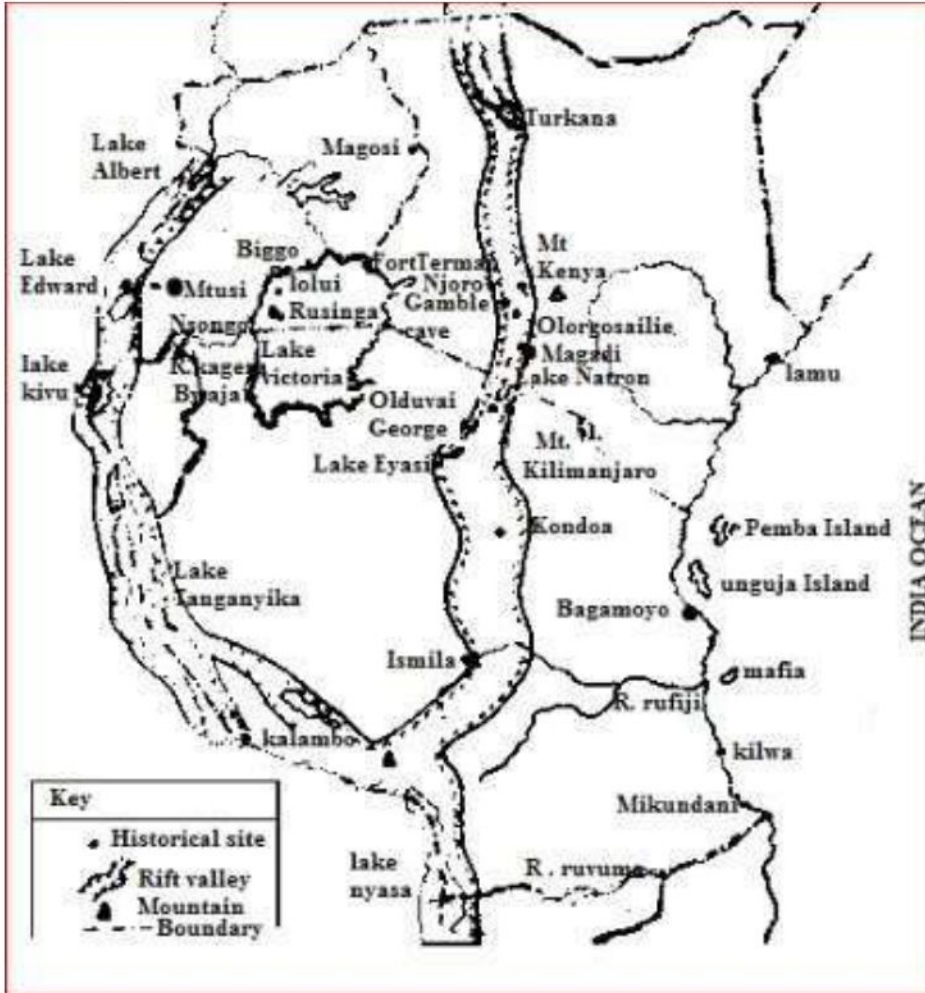 Turkana
Lake
Albert
Magosi
Lake
Edward
Mtusi
Biggo
Iolui
Rusinga
FortTerman
Njoro
Gamble
cave
Mt
Kenya
Olorgosailie
Magadi
Lake Natron
Nsongo
R.kagera
Bwaja
Lake
victoria
lake
kivu
lamu
Olduvai
George
Lake Eyasi
Mt.
Kilimanjaro
Kondoa
Pemba Island
unguja Island
Bagamoyo
INDIA OCEAN
Lake
Tanganyika
Ismila
mafia
R. rufiji
kalambo
kilwa
Mikundani
lake
nyasa
R. ruvuma
Key
Historical site
Rift valley
Mountain
Boundary